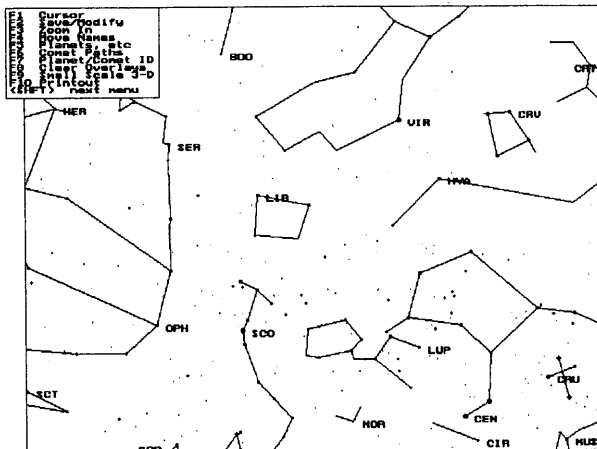 F1 Cursor
F2 Save/Modify
F3 Zoom In
F4 Move Names
F5 Planets, etc
F6 Comet Paths
F7 Planet/Comet ID
F8 Clear Overlays
F9 Small Scale 3-D
F10 Printout
<SHFT> next menu
BOO
CRT
HER
VIR
CRV
SER
HYA
LIB
OPH
SCO
LUP
CRU
SCT
NOR
CEN
CIR
MUS